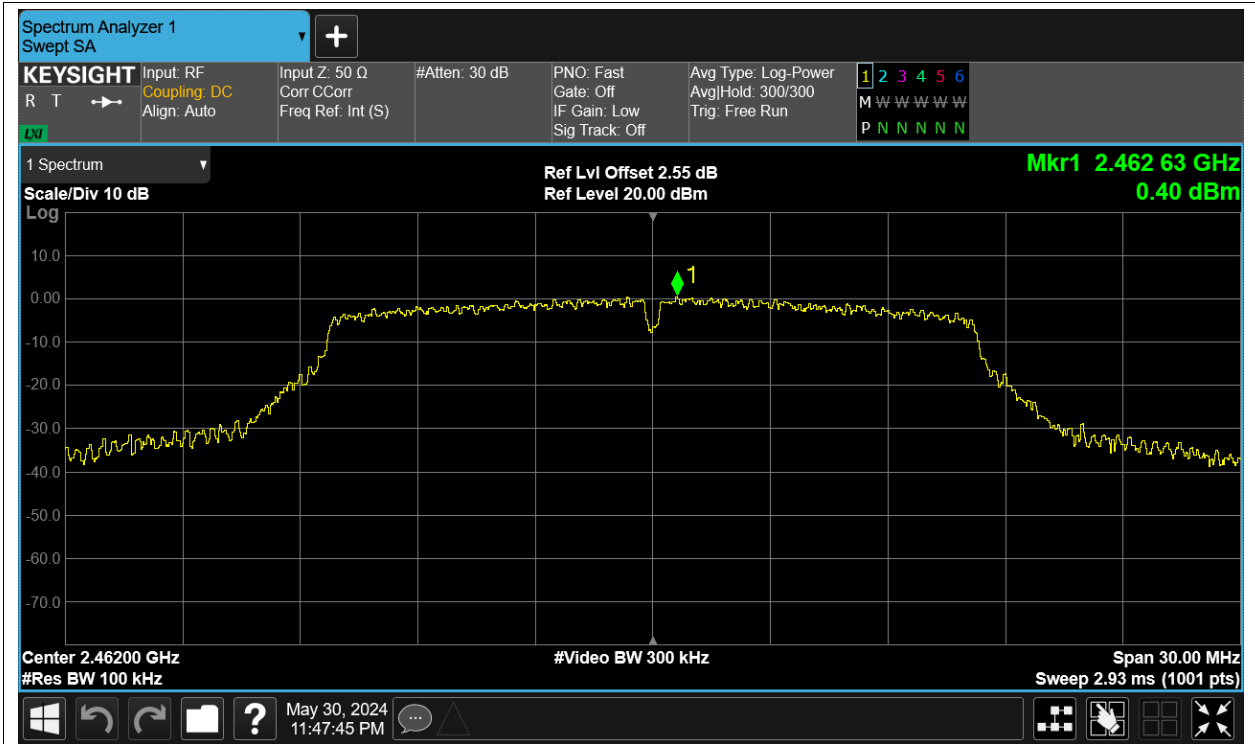 Spectrum Analyzer 1
Swept SA
KEYSIGHT
R T
LXI
Input: RF
Coupling: DC
Align: Auto
Input Z: 50 Ω
Corr CCorr
Freq Ref: Int (S)
#Atten: 30 dB
PNO: Fast
Gate: Off
IF Gain: Low
Sig Track: Off
Avg Type: Log-Power
Avg|Hold: 300/300
Trig: Free Run
1 2 3 4 5 6
M W W W W W
P N N N N N
1 Spectrum
Scale/Div 10 dB
Log
Ref Lvl Offset 2.55 dB
Ref Level 20.00 dBm
Mkr1 2.462 63 GHz
0.40 dBm
1
10.0
0.00
-10.0
-20.0
-30.0
-40.0
-50.0
-60.0
-70.0
Center 2.46200 GHz
#Res BW 100 kHz
#Video BW 300 kHz
Span 30.00 MHz
Sweep 2.93 ms (1001 pts)
?
May 30, 2024
11:47:45 PM